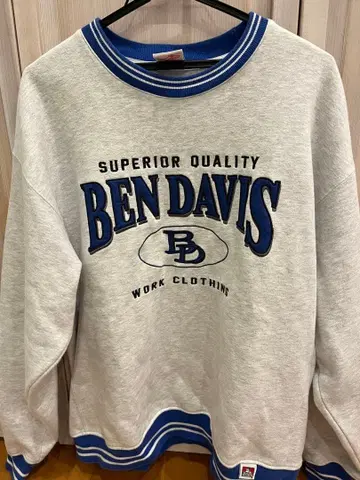 SUPERIOR QUALITY
BEN DAVIS
BD
WORK CLOTHING